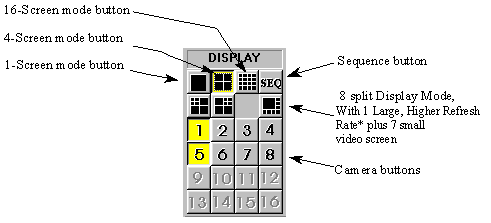 16-Screen mode button
4-Screen mode button
1-Screen mode button
DISPLAY
SEQ
Sequence button
8 split Display Mode,
With 1 Large, Higher Refresh
Rate* plus 7 small
video screen
1 2 3 4
5 6 7 8
Camera buttons
9 10 11 12
13 14 15 16